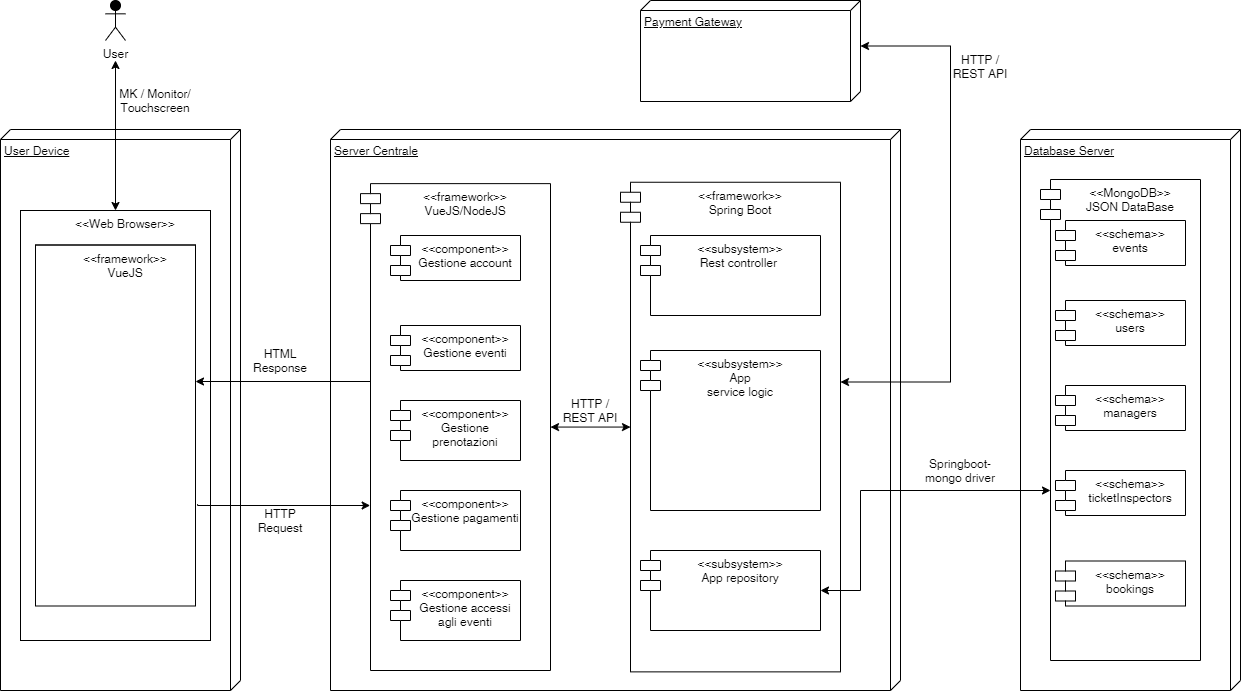 User
MK / Monitor/
Touchscreen
Payment Gateway
HTTP /
REST API
User Device
<<Web Browser>>
<<framework>>
VueJS
HTML
Response
HTTP
Request
Server Centrale
<<framework>>
VueJS/NodeJS
<<component>>
Gestione account
<<component>>
Gestione eventi
<<component>>
Gestione
prenotazioni
<<component>>
Gestione pagamenti
<<component>>
Gestione accessi
agli eventi
HTTP /
REST API
<<framework>>
Spring Boot
<<subsystem>>
Rest controller
<<subsystem>>
App
service logic
<<subsystem>>
App repository
Springboot-
mongo driver
Database Server
<<MongoDB>>
JSON DataBase
<<schema>>
events
<<schema>>
users
<<schema>>
managers
<<schema>>
ticketInspectors
<<schema>>
bookings